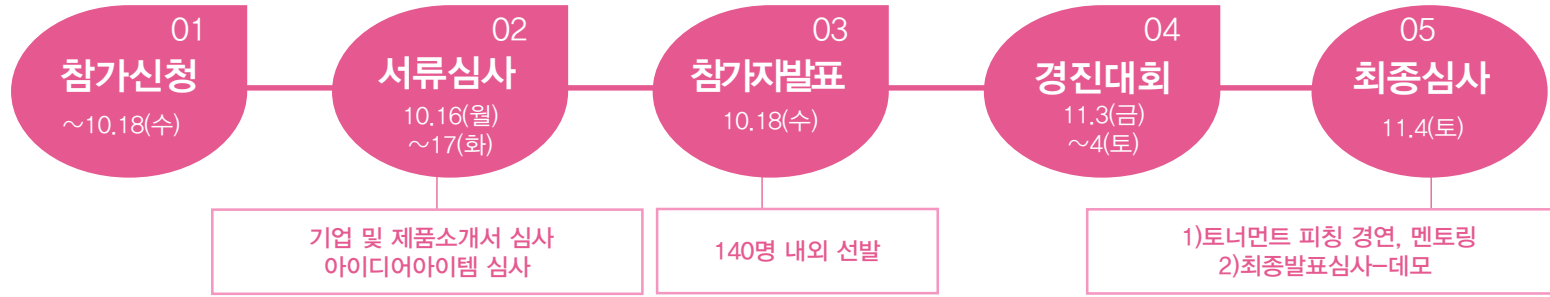 01
참가신청
~10.18(수)
02
서류심사
10.16(월)
~17(화)
03
참가자발표
10.18(수)
04
경진대회
11.3(금)
~4(토)
05
최종심사
11.4(토)
기업 및 제품소개서 심사
아이디어아이템 심사
140명 내외 선발
1)토너먼트 피칭 경연, 멘토링
2)최종발표심사-데모